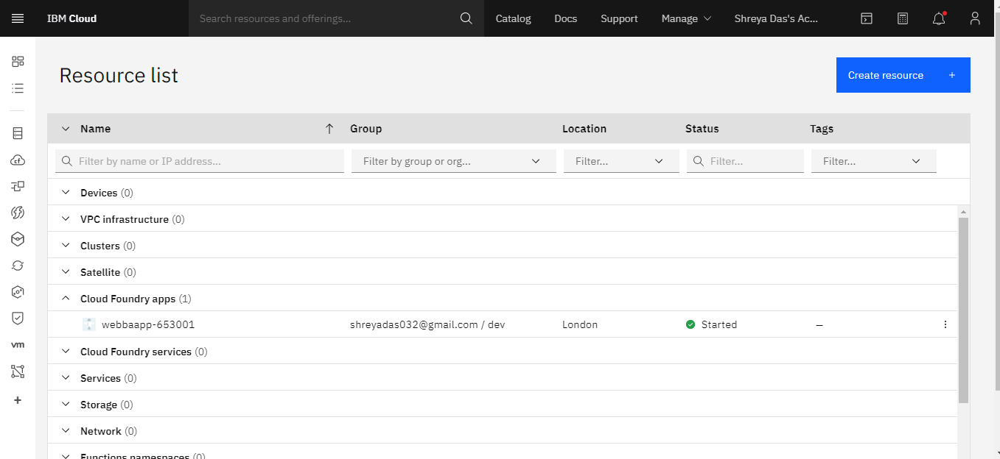 IBM Cloud
Search resources and offerings...
Catalog
Docs
Support
Manage
Shreya Das's Ac...
Resource list
Create resource +
Name
Group
Location
Status
Tags
Filter by name or IP address...
Filter by group or org...
Filter...
Filter...
Filter...
Devices (0)
VPC infrastructure (0)
Clusters (0)
Satellite (0)
Cloud Foundry apps (1)
webbaapp-653001
shreyadas032@gmail.com / dev
London
Started
–
Cloud Foundry services (0)
Services (0)
Storage (0)
Network (0)
Functions namespaces (0)
cf
vm